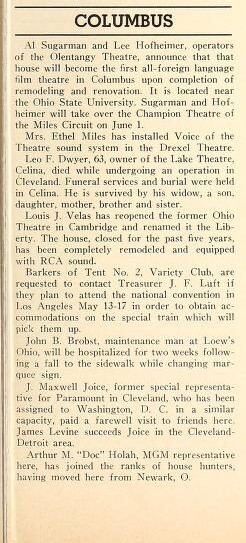 COLUMBUS
Al Sugarman and Lee Hofheimer, operators
of the Olentangy Theatre, announce that that
house will become the first all-foreign language
film theatre in Columbus upon completion of
remodeling and renovation. It is located near
the Ohio State University. Sugarman and Hof-
heimer will take over the Champion Theatre of
the Miles Circuit on June 1.
Mrs. Ethel Miles has installed Voice of the
Theatre sound system in the Drexel Theatre.
Leo F. Dwyer, 63, owner of the Lake Theatre,
Celina, died while undergoing an operation in
Cleveland. Funeral services and burial were held
in Celina. He is survived by his widow, a son,
daughter, mother, brother and sister.
Louis J. Velas has reopened the former Ohio
Theatre in Cambridge and renamed it the Lib-
erty. The house, closed for the past five years,
has been completely remodeled and equipped
with RCA sound.
Barkers of Tent No. 2, Variety Club, are
requested to contact Treasurer J. F. Luft if
they plan to attend the national convention in
Los Angeles May 13-17 in order to obtain ac-
commodations on the special train which will
pick them up.
John B. Brobst, maintenance man at Loew's
Ohio, will be hospitalized for two weeks follow-
ing a fall to the sidewalk while changing mar-
quee sign.
J. Maxwell Joice, former special representa-
tive for Paramount in Cleveland, who has been
assigned to Washington, D. C. in a similar
capacity, paid a farewell visit to friends here.
James Levine succeeds Joice in the Cleveland-
Detroit area.
Arthur M. "Doc" Holah, MGM representative
here, has joined the ranks of house hunters,
having moved here from Newark, O.